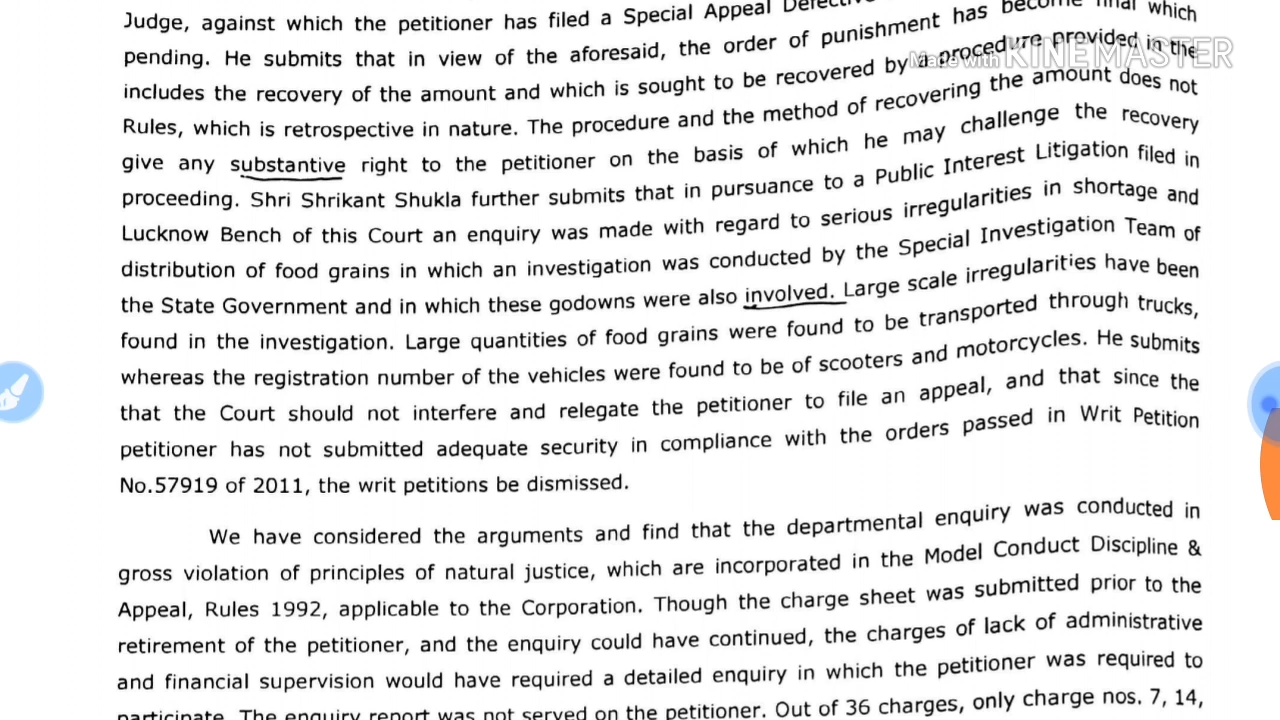 Judge, against which the petitioner has filed a Special Appeal Defective
pending. He submits that in view of the aforesaid, the order of punishment has become final which
includes the recovery of the amount and which is sought to be recovered by a procedure provided in the
Rules, which is retrospective in nature. The procedure and the method of recovering the amount does not
give any substantive right to the petitioner on the basis of which he may challenge the recovery
proceeding. Shri Shrikant Shukla further submits that in pursuance to a Public Interest Litigation filed in
Lucknow Bench of this Court an enquiry was made with regard to serious irregularities in shortage and
distribution of food grains in which an investigation was conducted by the Special Investigation Team of
the State Government and in which these godowns were also involved. Large scale irregularities have been
found in the investigation. Large quantities of food grains were found to be transported through trucks,
whereas the registration number of the vehicles were found to be of scooters and motorcycles. He submits
that the Court should not interfere and relegate the petitioner to file an appeal, and that since the
petitioner has not submitted adequate security in compliance with the orders passed in Writ Petition
No.57919 of 2011, the writ petitions be dismissed.
We have considered the arguments and find that the departmental enquiry was conducted in
gross violation of principles of natural justice, which are incorporated in the Model Conduct Discipline &
Appeal, Rules 1992, applicable to the Corporation. Though the charge sheet was submitted prior to the
retirement of the petitioner, and the enquiry could have continued, the charges of lack of administrative
and financial supervision would have required a detailed enquiry in which the petitioner was required to
participate. The enquiry report was not served on the petitioner. Out of 36 charges, only charge nos. 7, 14,
Made with KINEMASTER